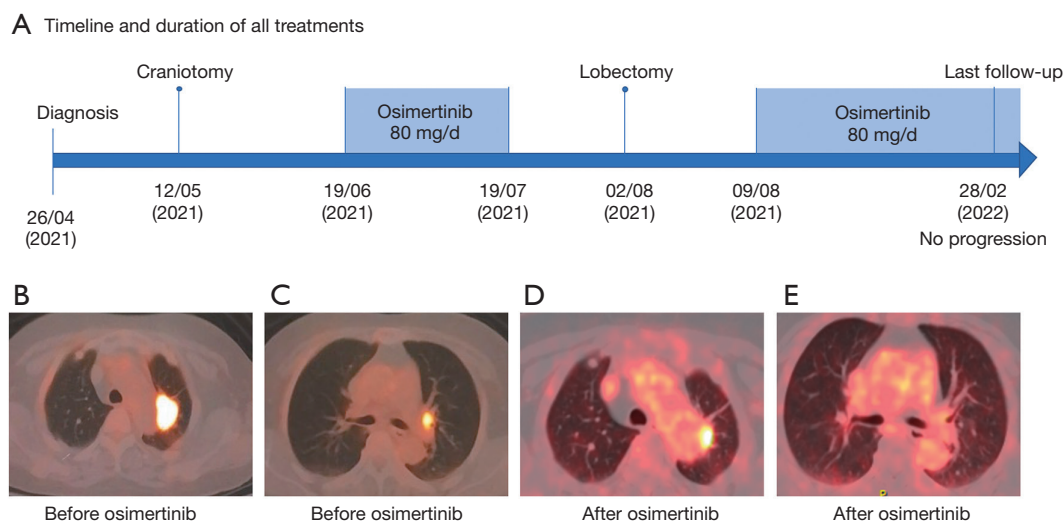 A Timeline and duration of all treatments
Craniotomy
Lobectomy
Last follow-up
Diagnosis
Osimertinib
80 mg/d
Osimertinib
80 mg/d
26/04
(2021)
12/05
(2021)
19/06
(2021)
19/07
(2021)
02/08
(2021)
09/08
(2021)
28/02
(2022)
No progression
B
C
D
E
P
Before osimertinib
Before osimertinib
After osimertinib
After osimertinib